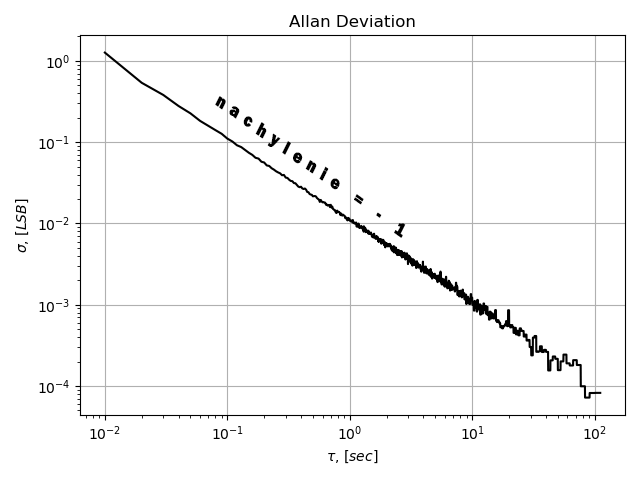 Allan Deviation
n a c h y l e n i e = - 1
10⁰
10⁻¹
10⁻²
10⁻³
10⁻⁴
σ, [LSB]
10⁻² 10⁻¹ 10⁰ 10¹ 10²
τ, [sec]